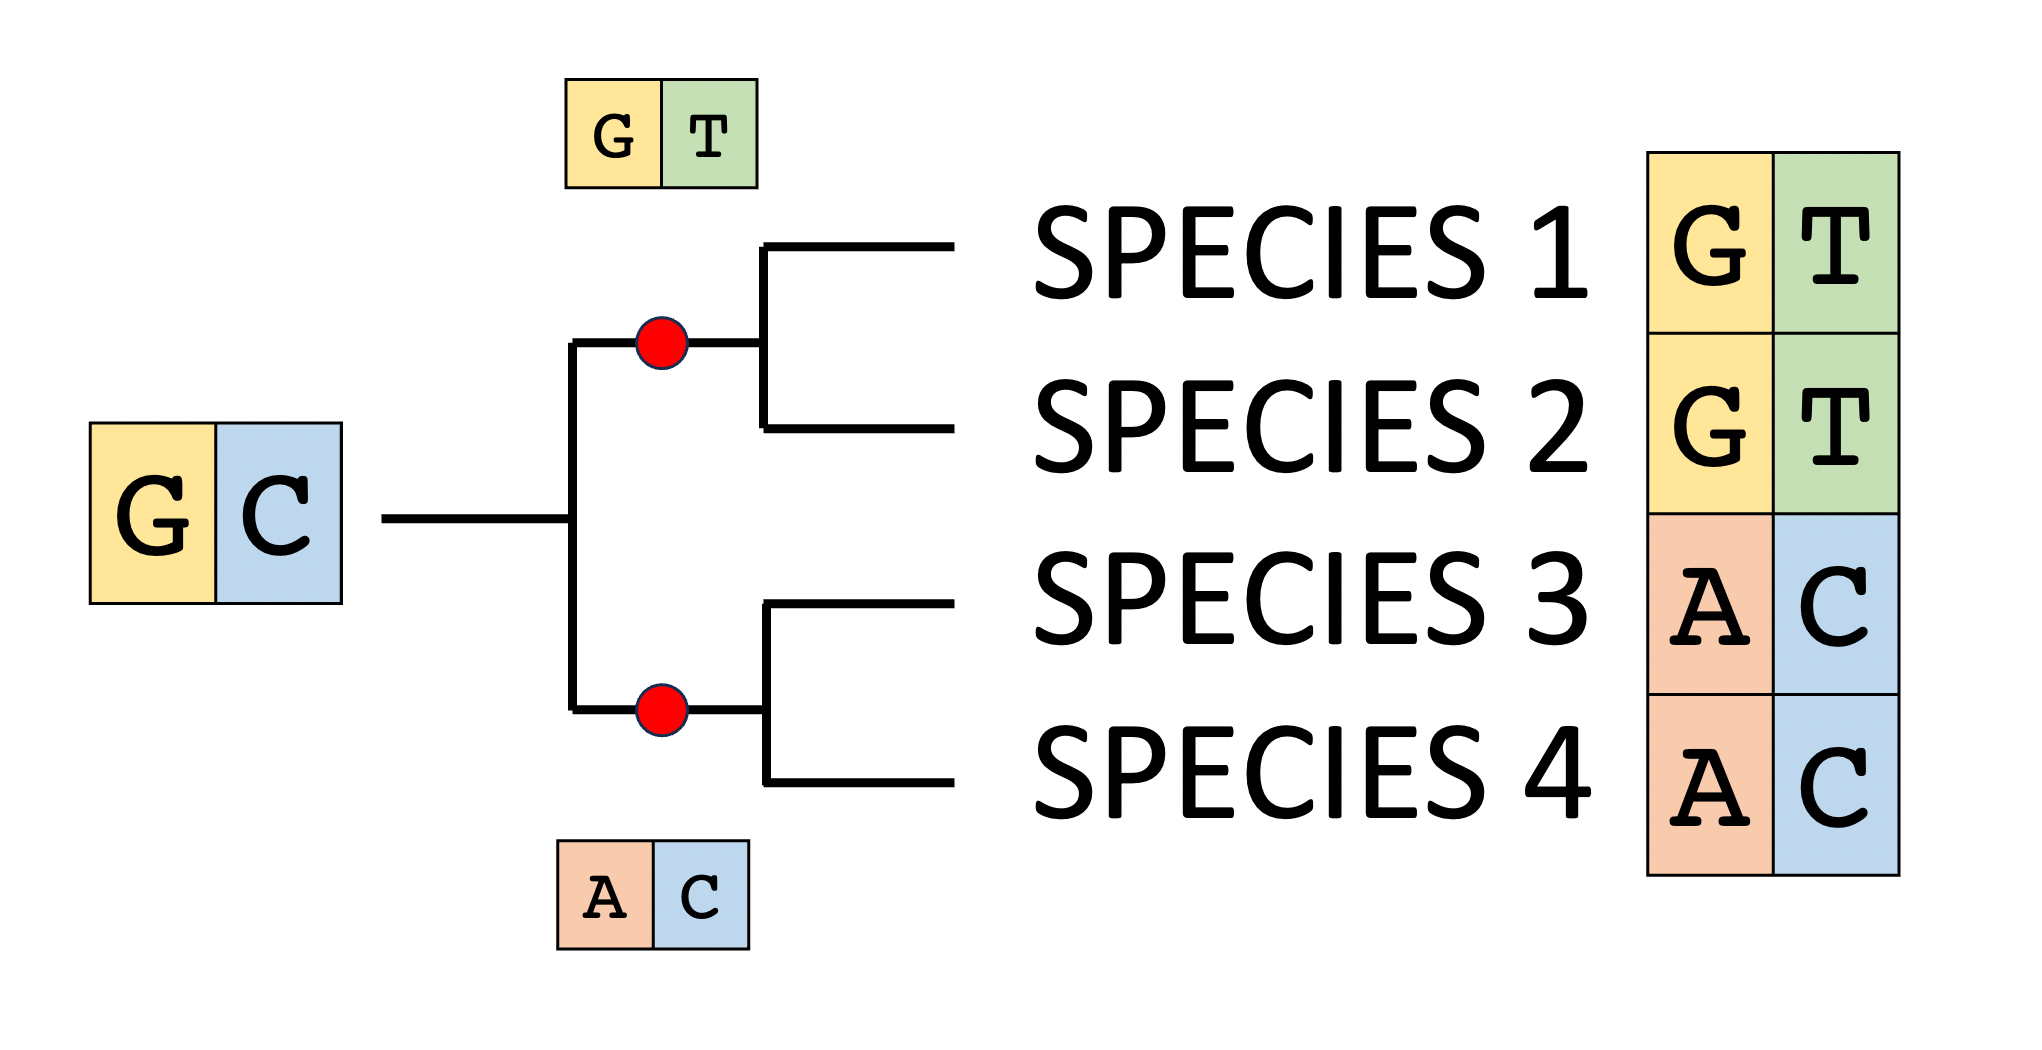 G T
SPECIES 1 G T
SPECIES 2 G T
G C
SPECIES 3 A C
SPECIES 4 A C
A C